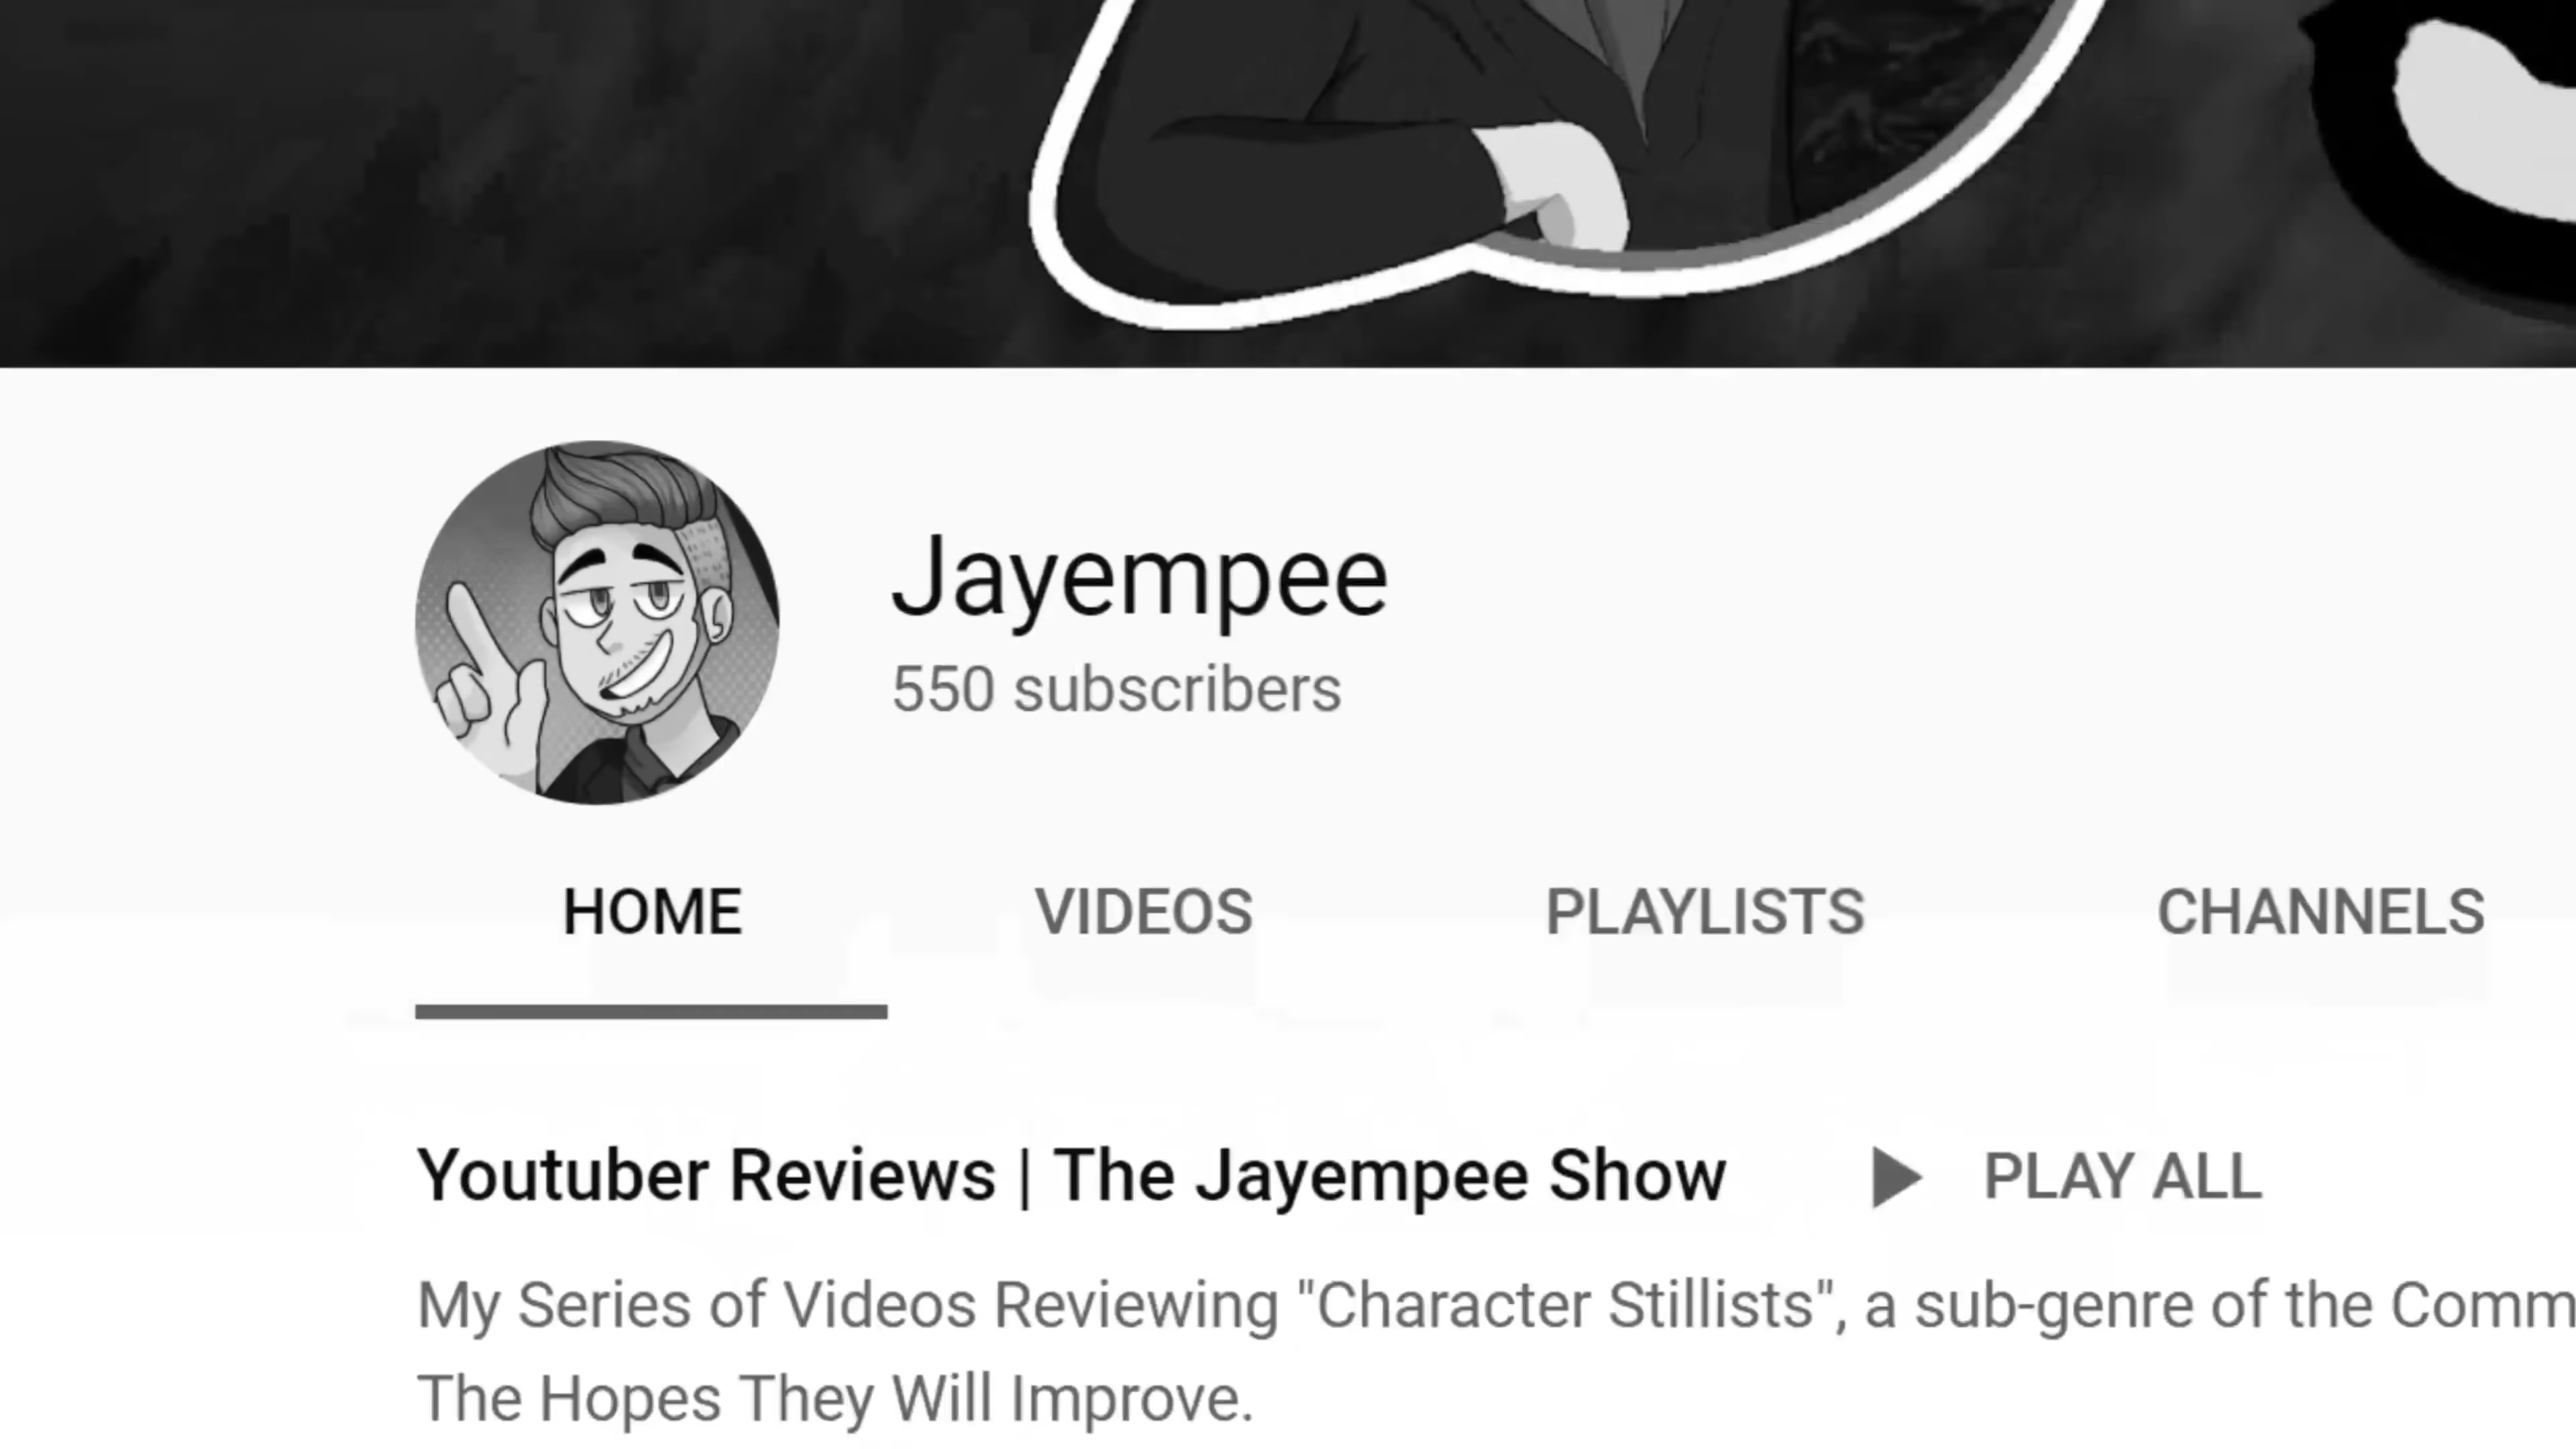 Jayempee
550 subscribers
HOME VIDEOS PLAYLISTS CHANNELS
Youtuber Reviews | The Jayempee Show PLAY ALL
My Series of Videos Reviewing "Character Stillists", a sub-genre of the Comm
The Hopes They Will Improve.